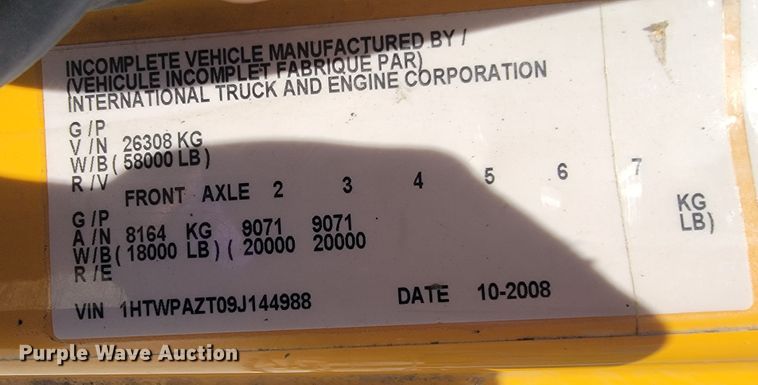 INCOMPLETE VEHICLE MANUFACTURED BY /
(VEHICULE INCOMPLET FABRIQUE PAR)
INTERNATIONAL TRUCK AND ENGINE CORPORATION
G/P
V/N 26308 KG
W/B (58000 LB)
R/V
FRONT AXLE 2 3 4 5 6 7
G/P
A/N 8164 KG 9071 9071 KG
W/B (18000 LB) ( 20000 20000 LB)
R/E
VIN 1HTWPAZT09J144988 DATE 10-2008
Purple Wave Auction